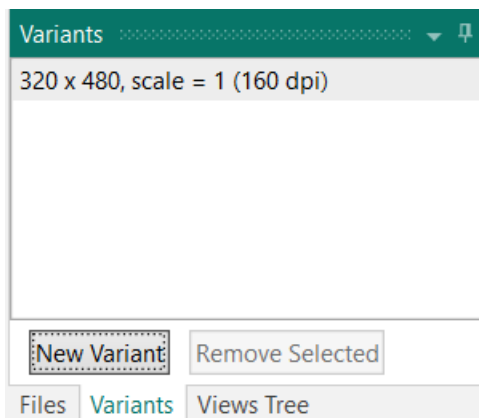 Variants
320 x 480, scale = 1 (160 dpi)
New Variant Remove Selected
Files Variants Views Tree